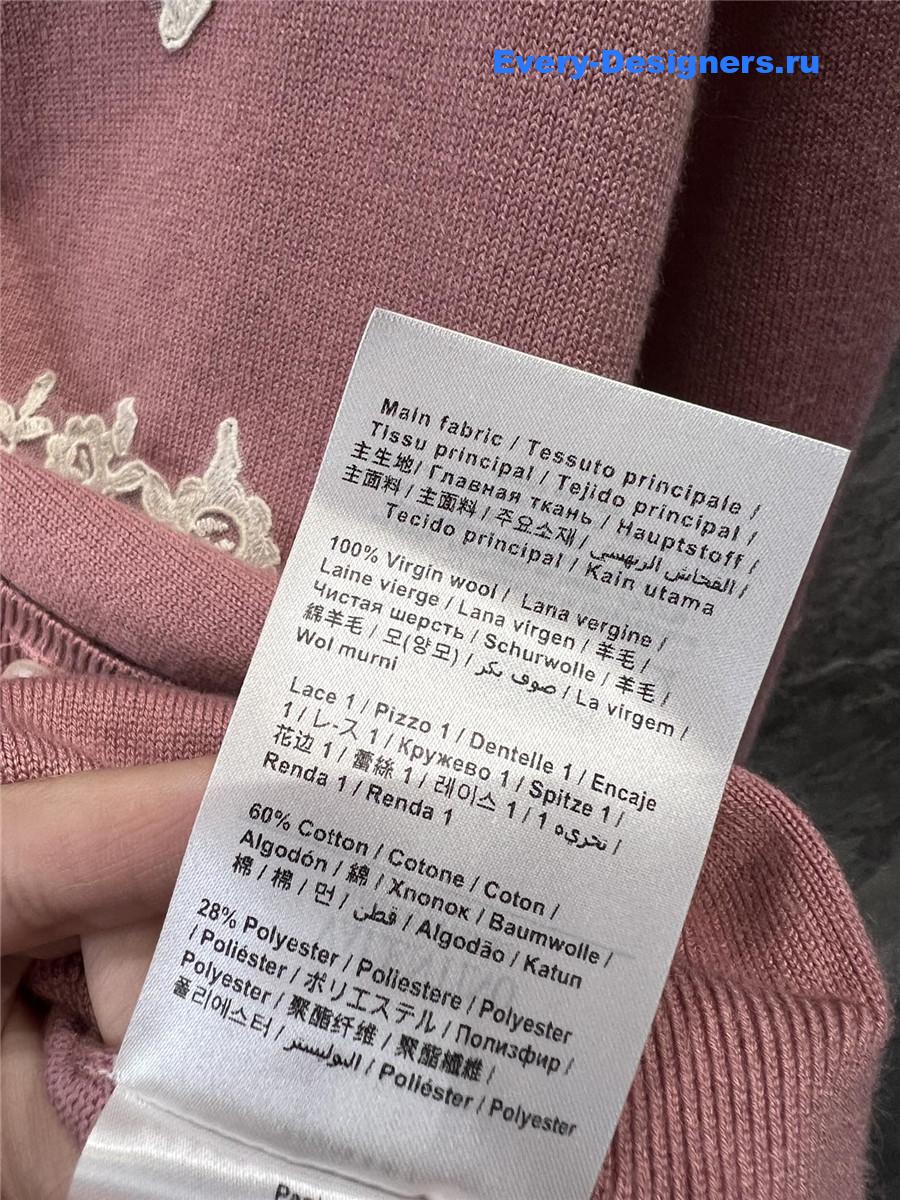 Every-Designers.ru
Main fabric / Tessuto principale /
Tissu principal / Tejido principal /
主生地/ Главная ткань / Hauptstoff /
主面料 / 主面料 / 주요소재 / القماش الريهسي /
Tecido principal / Kain utama
100% Virgin wool / Lana vergine /
Laine vierge / Lana virgen / 羊毛 /
Чистая шерсть / Schurwolle / 羊毛 /
綿羊毛 / 모(양모) / صوف بكر / La virgem /
Wol murni
Lace 1 / Pizzo 1 / Dentelle 1 / Encaje
1 / レ-ス 1 / Кружево 1 / Spitze 1 /
花边 1 / 蕾絲 1 / 레이스 1 / 1 تخريه /
Renda 1 / Renda 1
60% Cotton / Cotone / Coton /
Algodón / 綿 / Хлопок / Baumwolle /
棉 / 棉 / 면 / قطن / Algodão / Katun
28% Polyester / Poliestere / Polyester
/ Poliéster / ポリエステル / Полиэфир /
Polyester / 聚酯纤维 / 聚酯纖維 /
폴리에스터 / البوليستر / Poliéster / Polyester